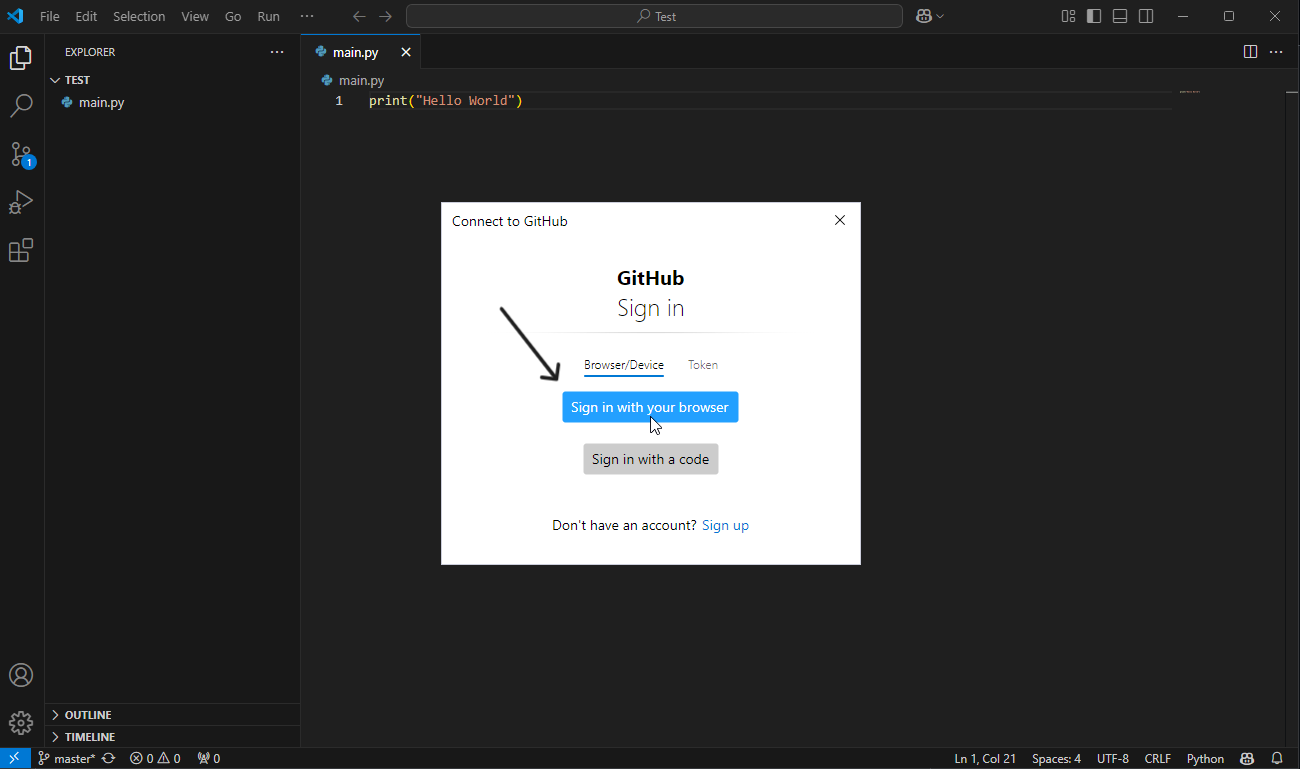 File Edit Selection View Go Run ···
Test
EXPLORER
TEST
main.py
main.py
main.py
1 print("Hello World")
1
Connect to GitHub
GitHub
Sign in
Browser/Device Token
Sign in with your browser
Sign in with a code
Don't have an account? Sign up
OUTLINE
TIMELINE
master* 0 0 0 Ln 1, Col 21 Spaces: 4 UTF-8 CRLF Python